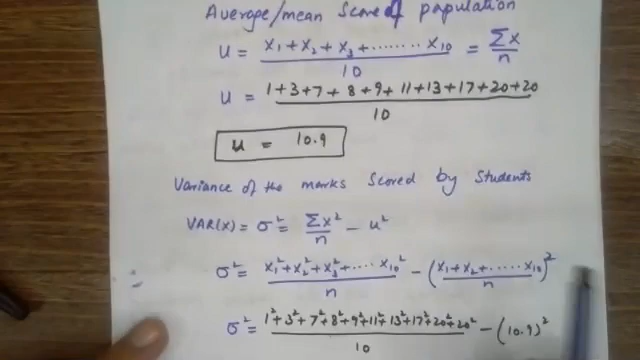 Average/mean Score of population
u = x₁+x₂+x₃+........x₁₀ / 10 = Σx / n
u = 1+3+7+8+9+11+13+17+20+20 / 10
u = 10.9
Variance of the marks Scored by Students
VAR(x) = σ² = Σx² / n - u²
σ² = x₁²+x₂²+x₃²+.....x₁₀² / n - (x₁+x₂+......x₁₀ / n)²
σ² = 1²+3²+7²+8²+9²+11²+13²+17²+20²+20² / 10 - (10.9)²